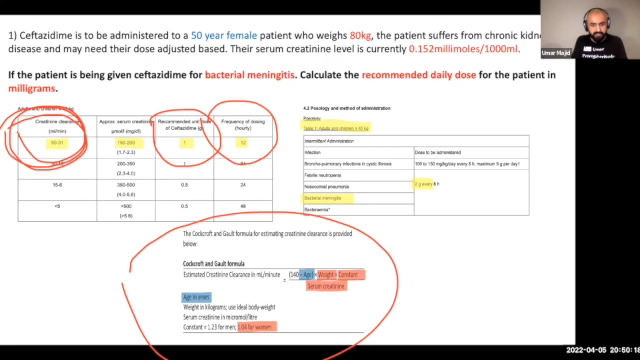 1) Ceftazidime is to be administered to a 50 year female patient who weighs 80kg, the patient suffers from chronic kidn
disease and may need their dose adjusted based. Their serum creatinine level is currently 0.152millimoles/1000ml.
If the patient is being given ceftazidime for bacterial meningitis. Calculate the recommended daily dose for the patient in
milligrams.
Creatinine clearance
(ml/min)
Approx. serum creatinine
µmol/l (mg/dl)
Recommended unit dose
of Ceftazidime (g)
Frequency of dosing
(hourly)
50-31
150-200
(1.7-2.3)
1
12
200-350
(2.3-4.0)
1
24
15-6
350-500
(4.0-5.6)
0.5
24
<5
>500
(>5.6)
0.5
48
4.2 Posology and method of administration
Posology
Table 1: Adults and children ≥ 40 kg
Intermittent Administration
Infection
Dose to be administered
Broncho-pulmonary infections in cystic fibrosis
100 to 150 mg/kg/day every 8 h, maximum 9 g per day
Febrile neutropenia
Nosocomial pneumonia
2 g every 8 h
Bacterial meningitis
Bacteraemia*
The Cockcroft and Gault formula for estimating creatinine clearance is provided
below:
Cockcroft and Gault formula
Estimated Creatinine Clearance in mL/minute = (140 – Age) × Weight × Constant
Serum creatinine
Age in years
Weight in kilograms; use ideal body-weight
Serum creatinine in micromol/litre
Constant = 1.23 for men; 1.04 for women
Umar Majid
2022-04-05 20:50:18